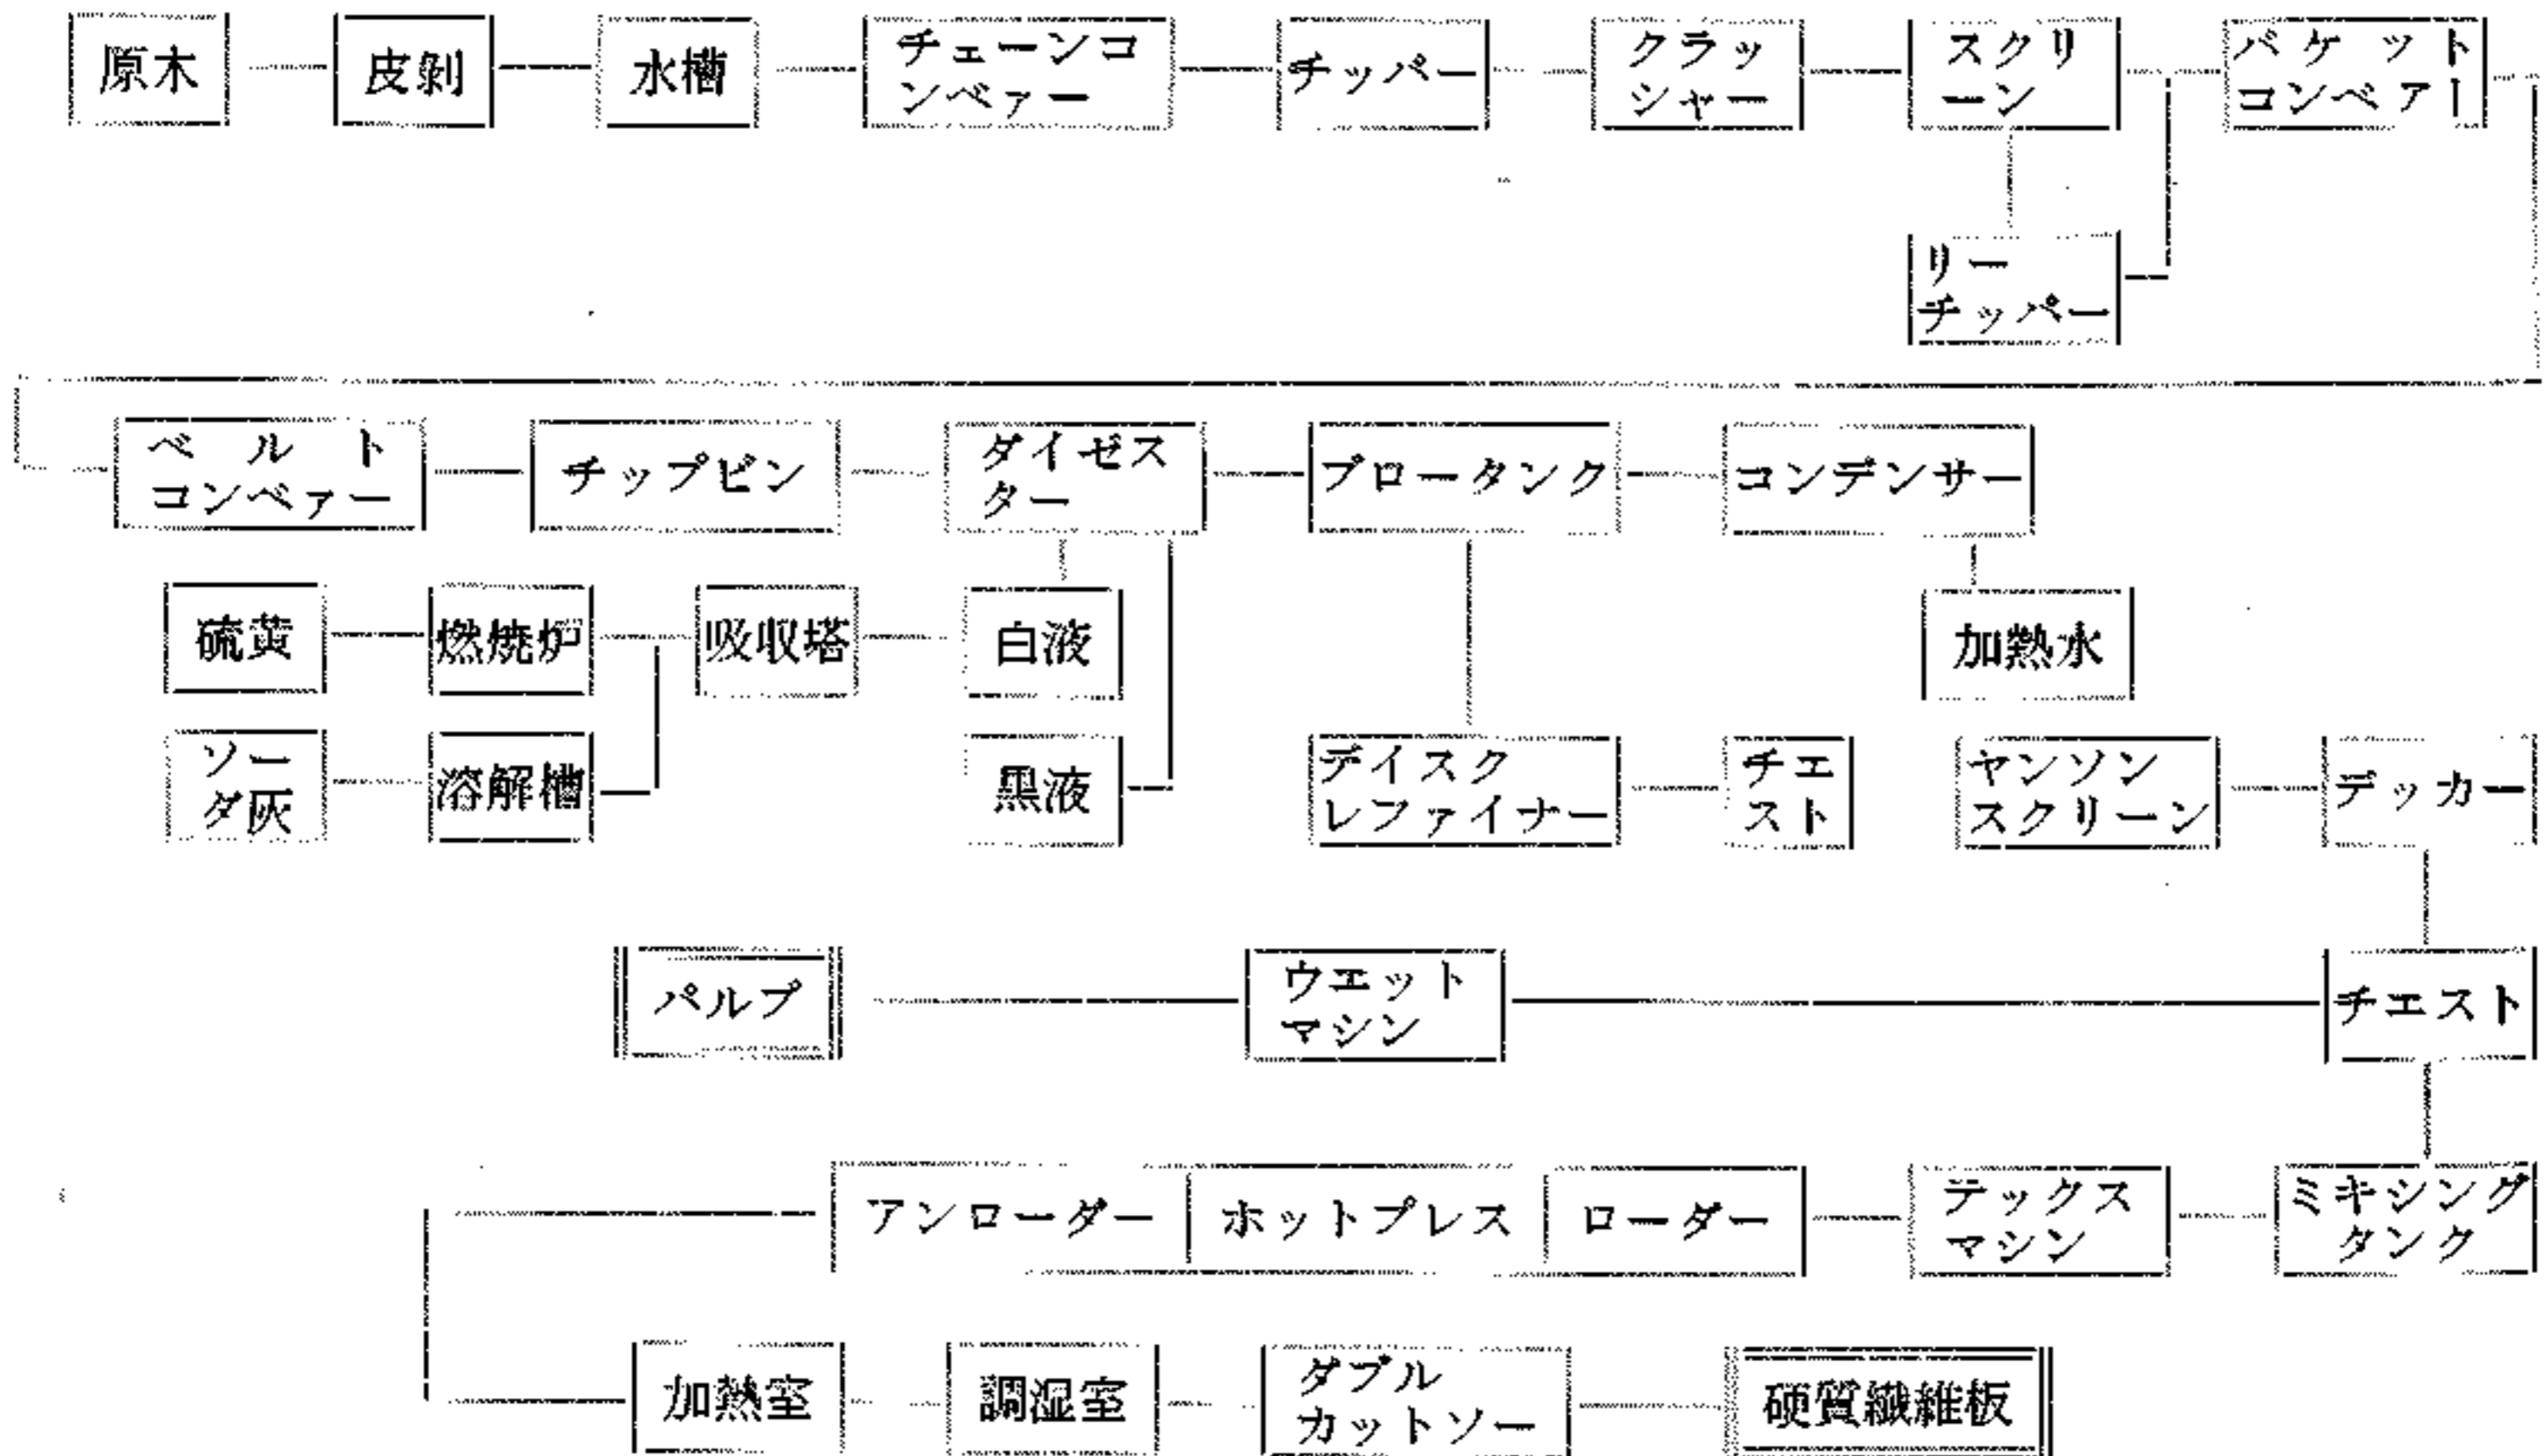 原木
皮剝
水槽
チェーンコ
ンベァー
チッパー
クラッ
シャー
スクリ
ーン
バケット
コンベアー
リー
チッパー
ベルト
コンベァー
チップビン
ダイゼス
ター
ブロータンク
コンデンサー
硫黄
燃焼炉
吸収塔
白液
加熱水
ソー
ダ灰
溶解槽
黒液
デイスク
レファイナー
チエ
スト
ヤンソン
スクリーン
デッカー
パルプ
ウエット
マシン
チエスト
アンローダー
ホットプレス
ローダー
テックス
マシン
ミキシング
タンク
加熱室
調湿室
ダブル
カットソー
硬質繊維板